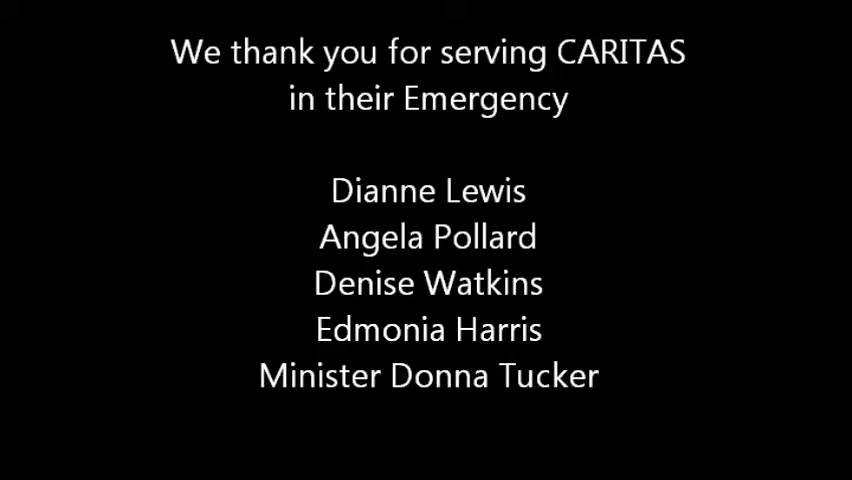 We thank you for serving CARITAS
in their Emergency
Dianne Lewis
Angela Pollard
Denise Watkins
Edmonia Harris
Minister Donna Tucker